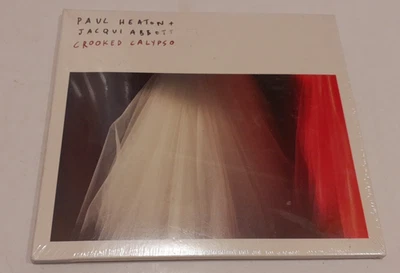 PAUL HEATON +
JACQUI ABBOTT
CROOKED CALYPSO